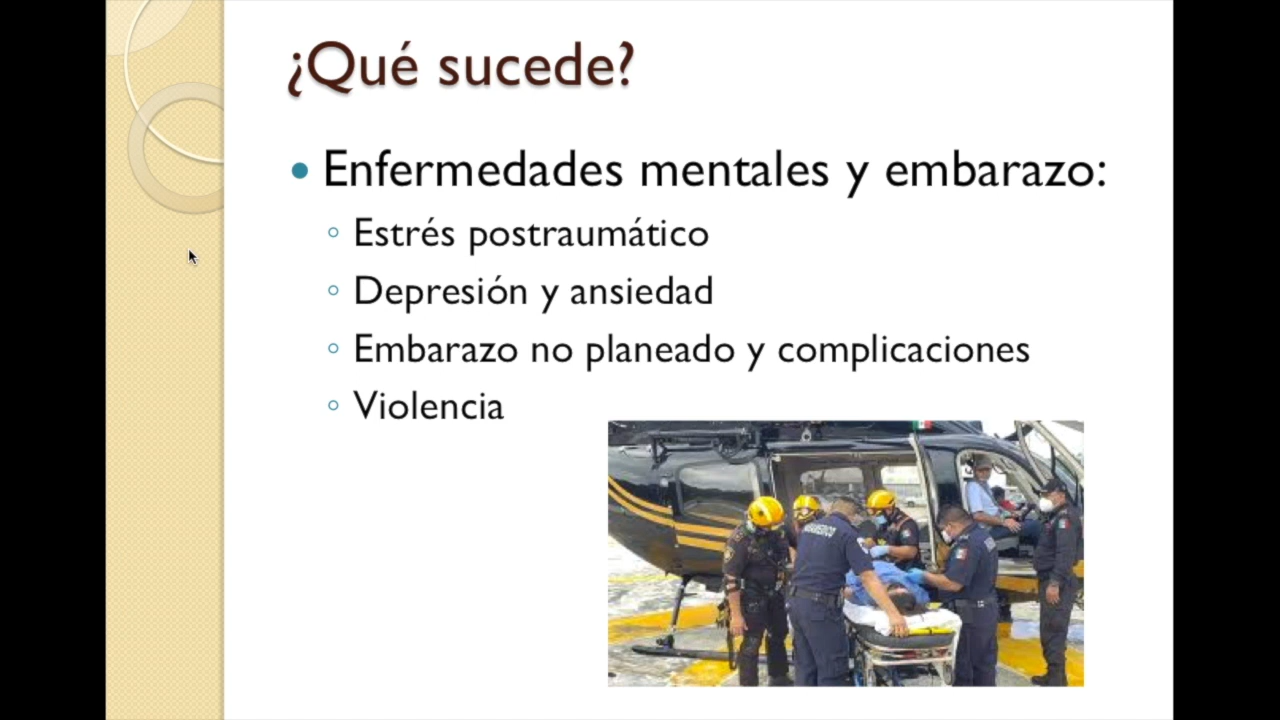 ¿Qué sucede?
Enfermedades mentales y embarazo:
Estrés postraumático
Depresión y ansiedad
Embarazo no planeado y complicaciones
Violencia